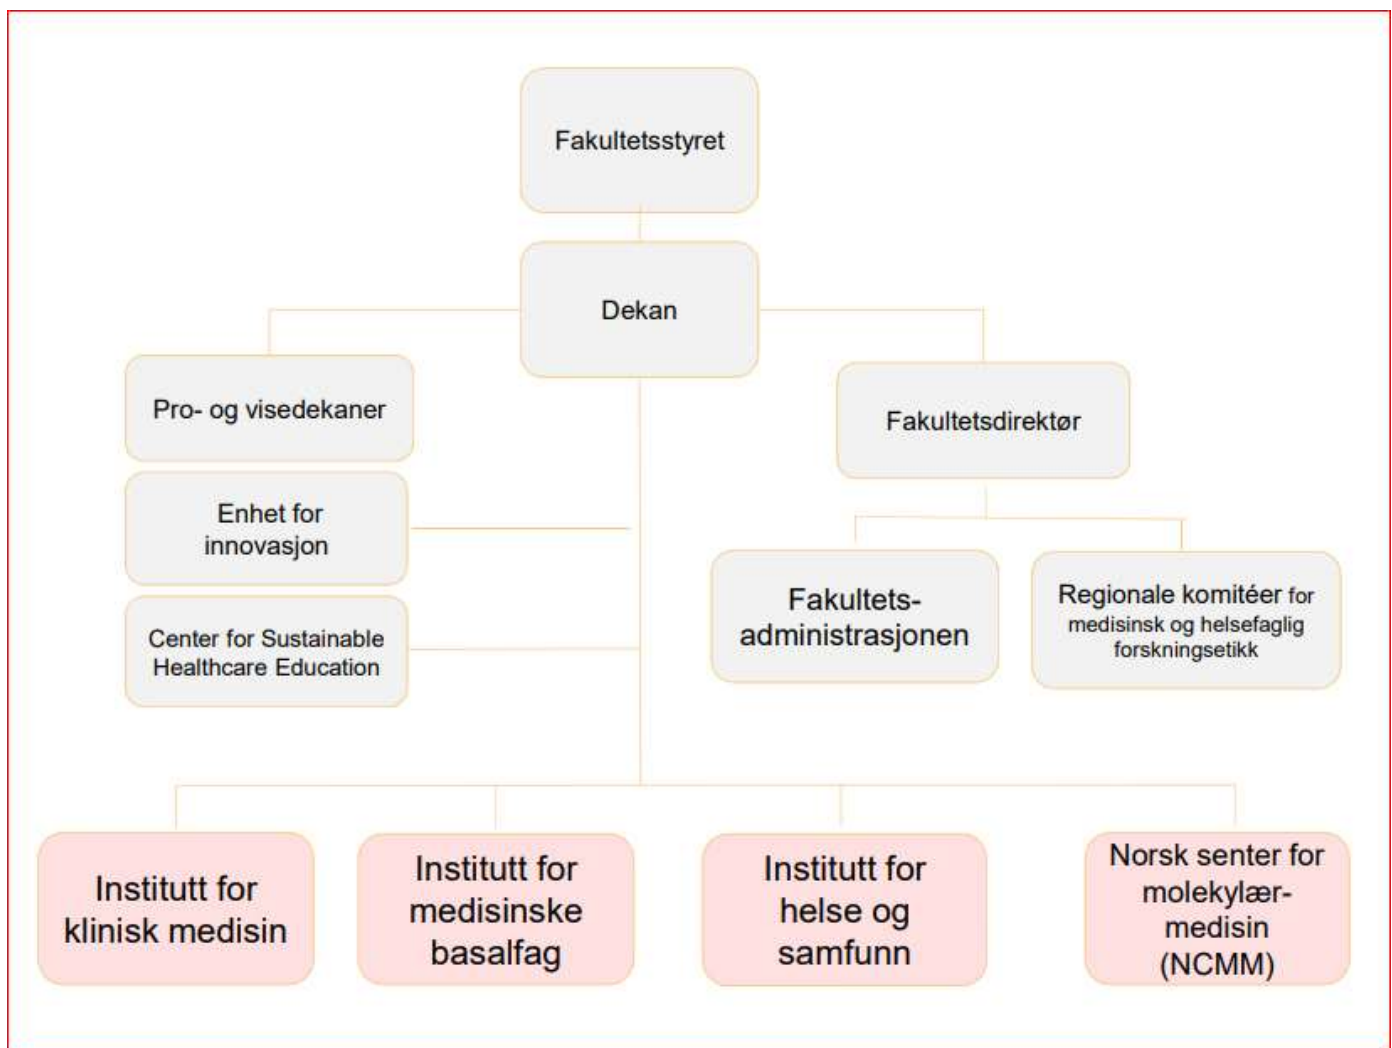 Fakultetsstyret
Dekan
Pro- og visedekaner
Fakultetsdirektør
Enhet for
innovasjon
Fakultets-
administrasjonen
Regionale komitéer for
medisinsk og helsefaglig
forskningsetikk
Center for Sustainable
Healthcare Education
Institutt for
klinisk medisin
Institutt for
medisinske
basalfag
Institutt for
helse og
samfunn
Norsk senter for
molekylær-
medisin
(NCMM)